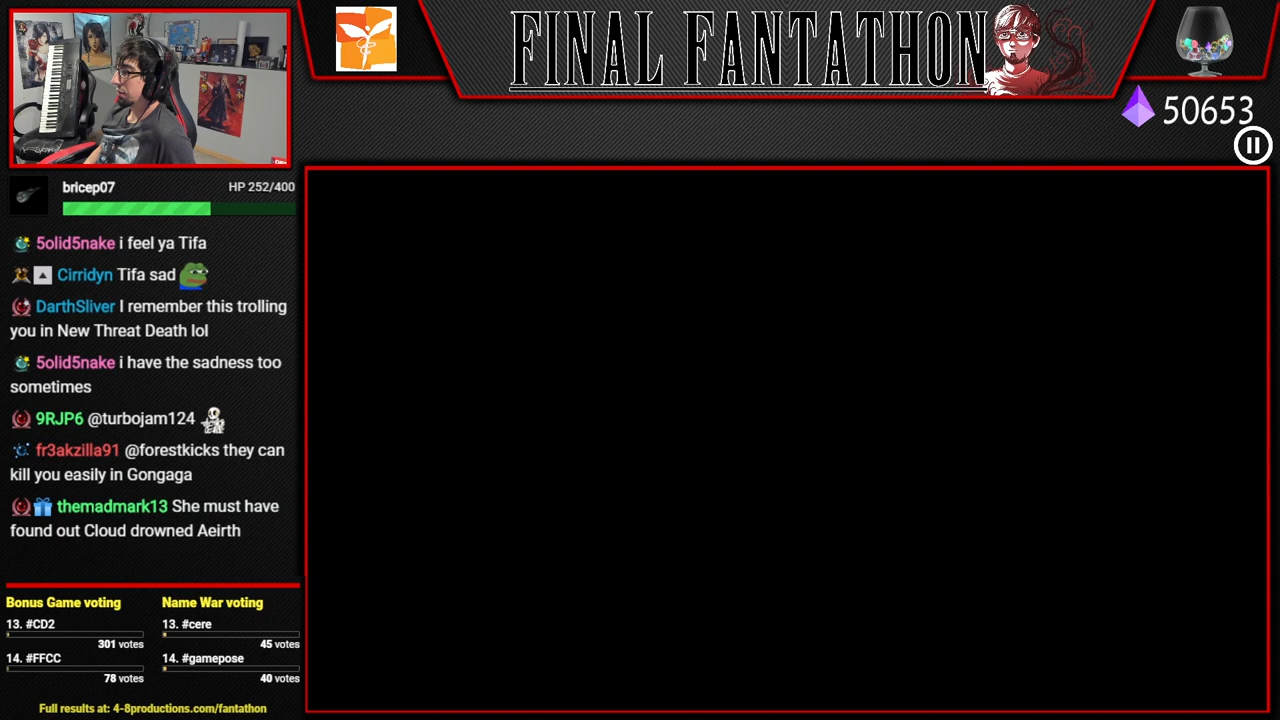 FINAL FANTATHON
50653
bricep07 HP 252/400
5olid5nake i feel ya Tifa
Cirridyn Tifa sad
DarthSliver I remember this trolling
you in New Threat Death lol
5olid5nake i have the sadness too
sometimes
9RJP6 @turbojam124
fr3akzilla91 @forestkicks they can
kill you easily in Gongaga
themadmark13 She must have
found out Cloud drowned Aeirth
Bonus Game voting
13. #CD2
301 votes
14. #FFCC
78 votes
Name War voting
13. #cere
45 votes
14. #gamepose
40 votes
Full results at: 4-8productions.com/fantathon